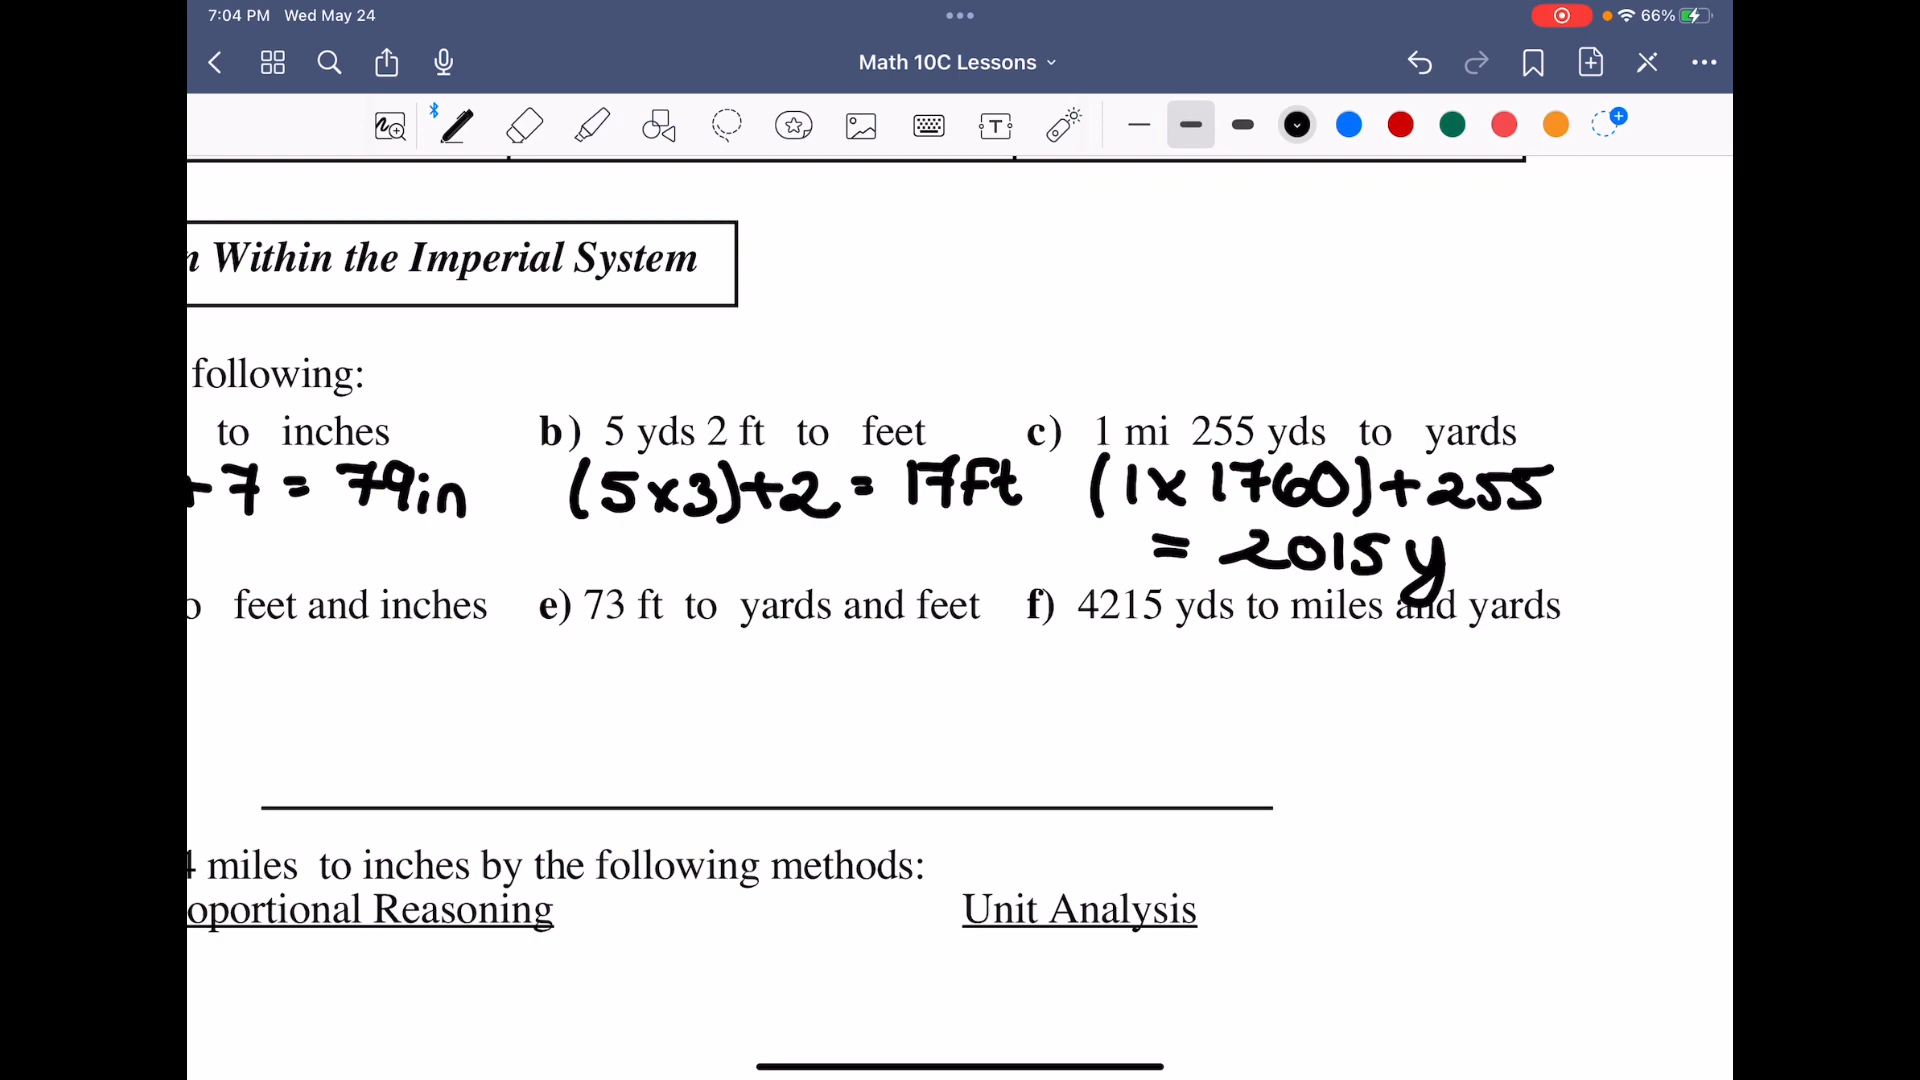 7:04 PM Wed May 24
66%
Math 10C Lessons
Within the Imperial System
following:
to inches b) 5 yds 2 ft to feet c) 1 mi 255 yds to yards
+7 = 79in (5x3)+2 = 17ft (1x 1760)+255
= 2015 y
feet and inches e) 73 ft to yards and feet f) 4215 yds to miles and yards
4 miles to inches by the following methods:
oportional Reasoning Unit Analysis